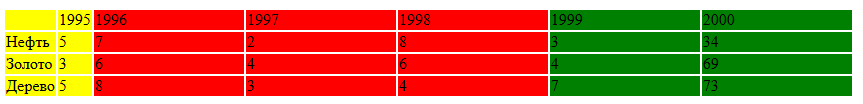 1995 1996 1997 1998 1999 2000
Нефть 5 7 2 8 3 34
Золото 3 6 4 6 4 69
Дерево 5 8 3 4 7 73